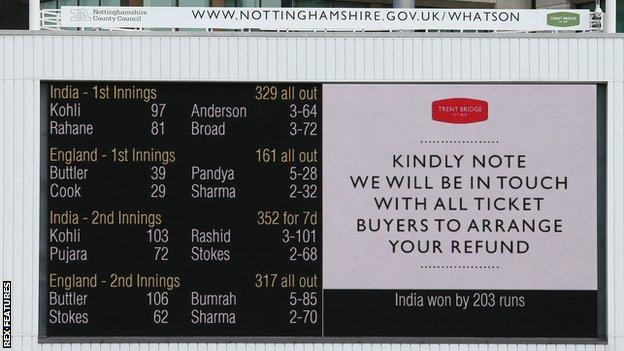 Nottinghamshire
County Council
WWW.NOTTINGHAMSHIRE.GOV.UK/WHATSON
TRENT BRIDGE
India - 1st Innings 329 all out
Kohli 97 Anderson 3-64
Rahane 81 Broad 3-72
England - 1st Innings 161 all out
Buttler 39 Pandya 5-28
Cook 29 Sharma 2-32
India - 2nd Innings 352 for 7d
Kohli 103 Rashid 3-101
Pujara 72 Stokes 2-68
England - 2nd Innings 317 all out
Buttler 106 Bumrah 5-85
Stokes 62 Sharma 2-70
TRENT BRIDGE
KINDLY NOTE
WE WILL BE IN TOUCH
WITH ALL TICKET
BUYERS TO ARRANGE
YOUR REFUND
India won by 203 runs
REX FEATURES